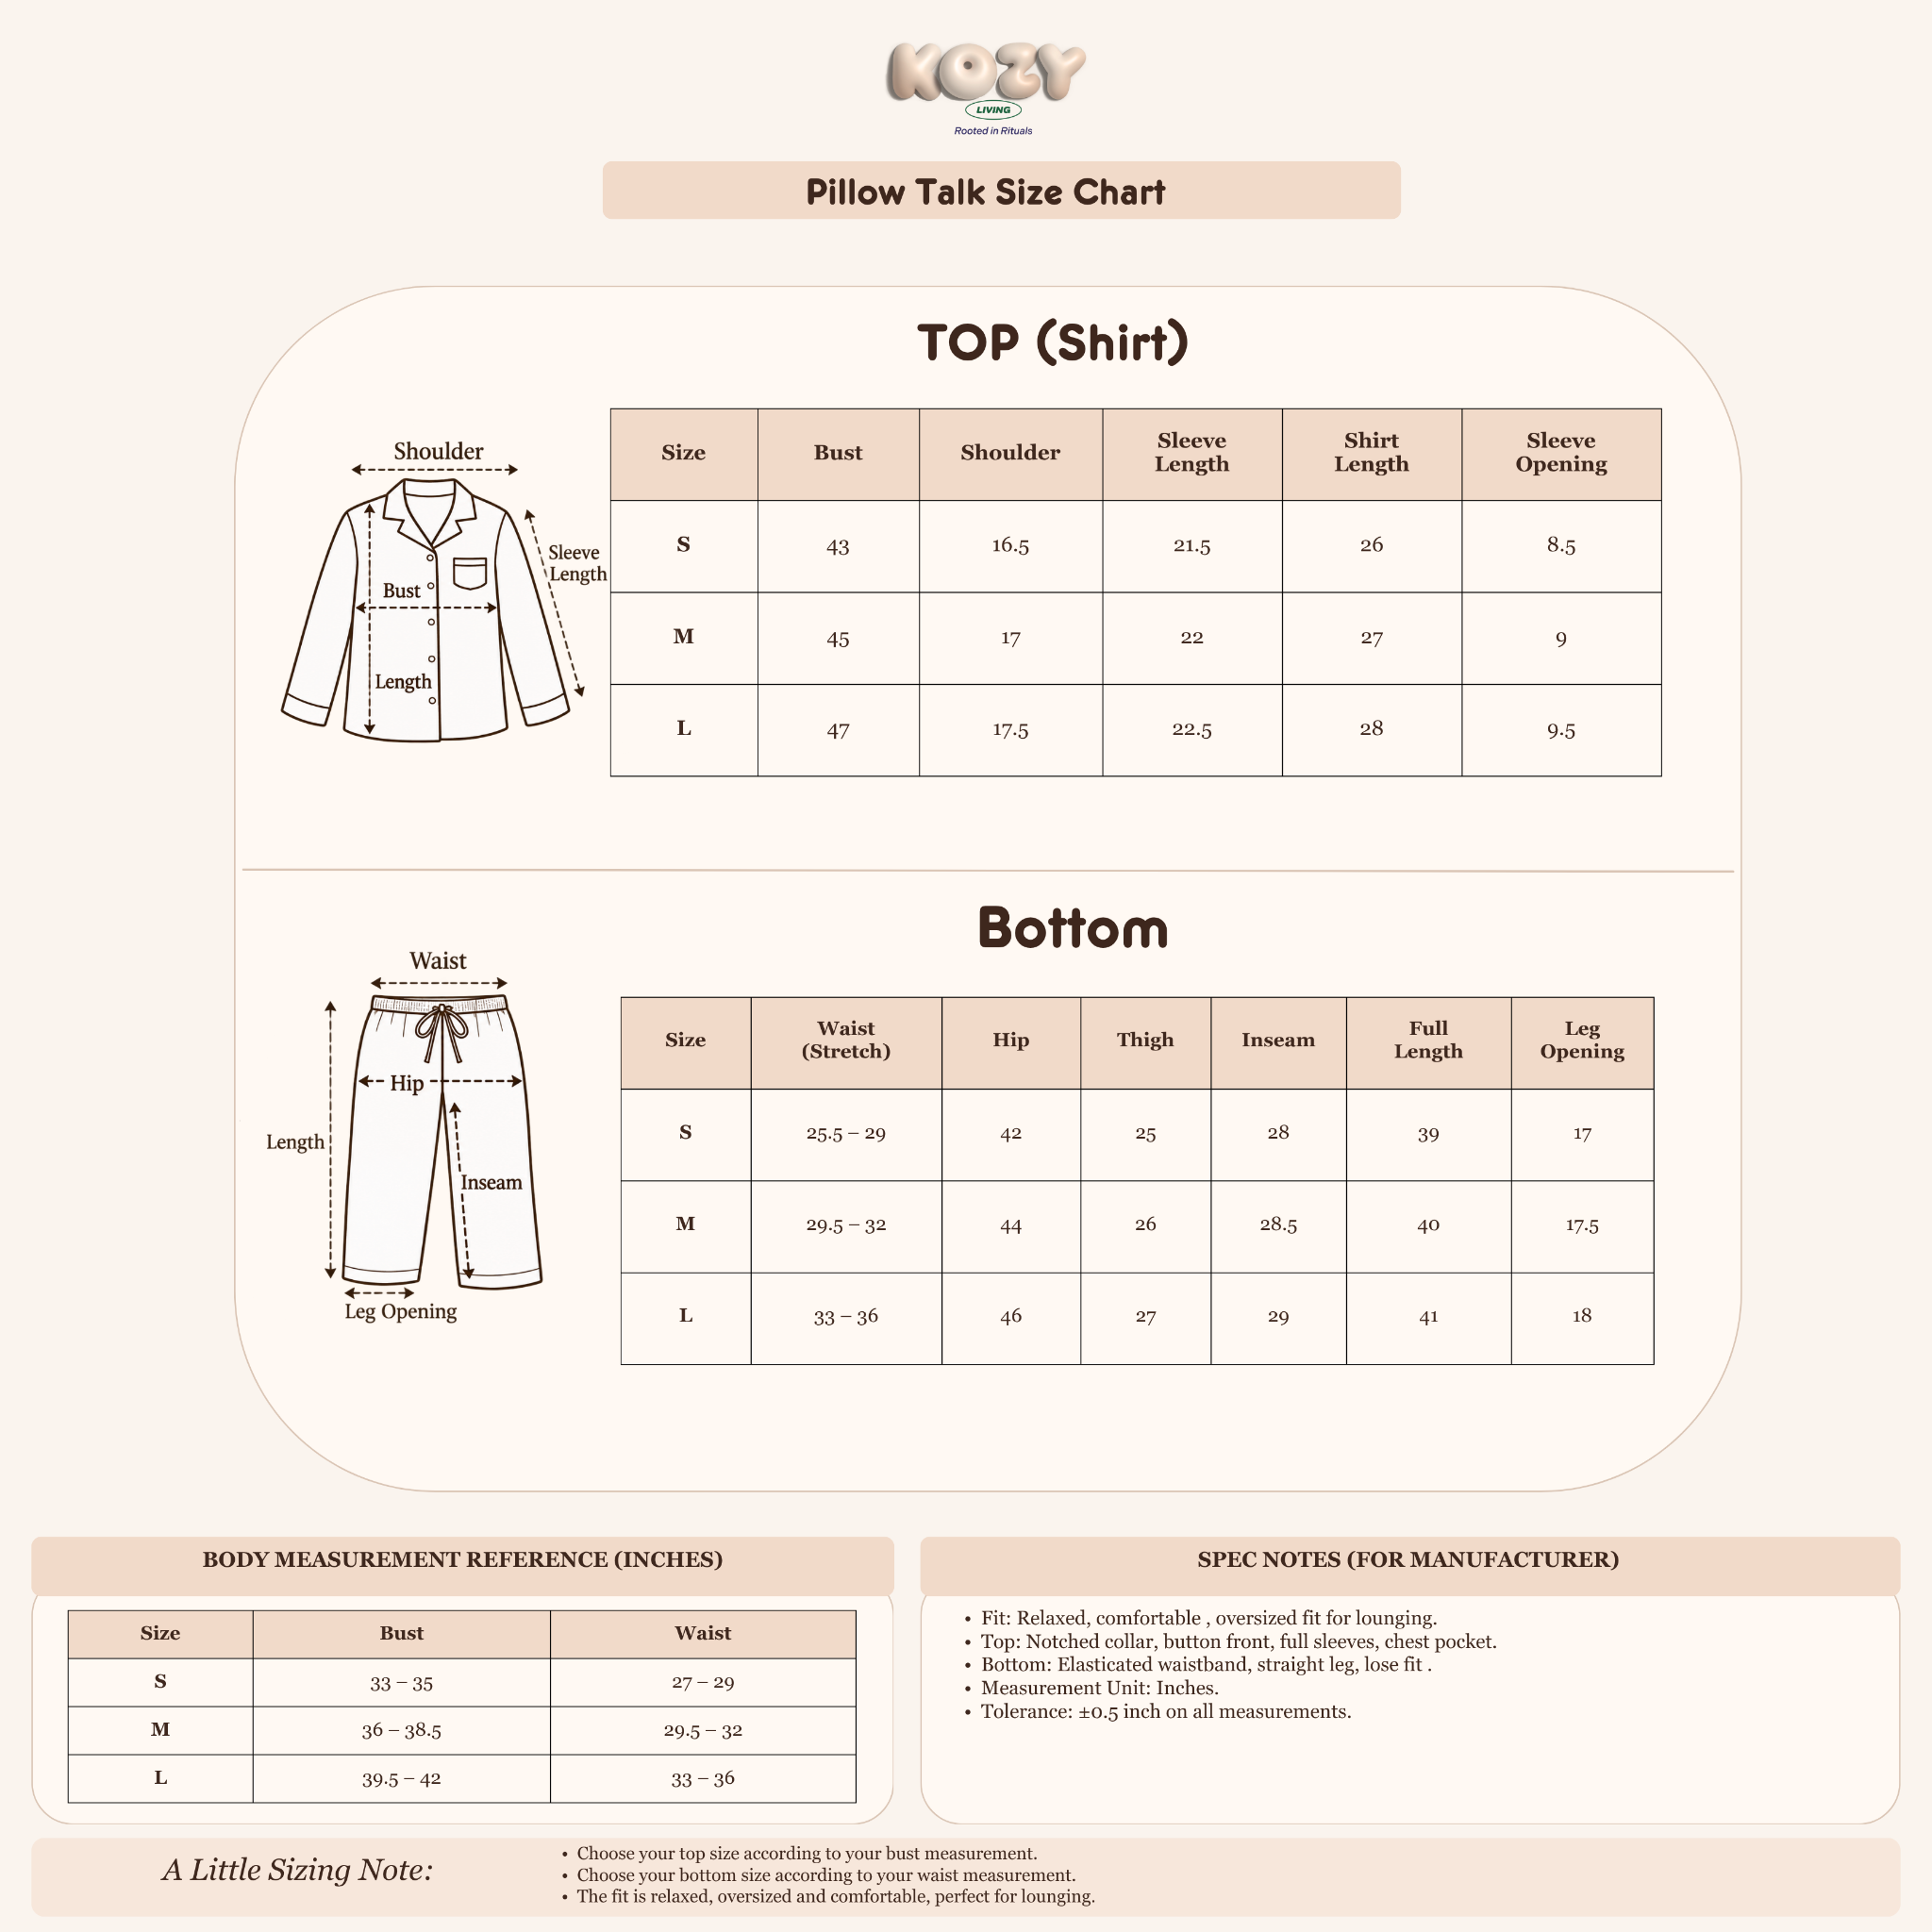 KOZY
LIVING
Rooted in Rituals
Pillow Talk Size Chart
TOP (Shirt)
Shoulder
Sleeve
Length
Bust
Length
Size Bust Shoulder Sleeve Length Shirt Length Sleeve Opening
S 43 16.5 21.5 26 8.5
M 45 17 22 27 9
L 47 17.5 22.5 28 9.5
Bottom
Waist
Hip
Length
Inseam
Leg Opening
Size Waist (Stretch) Hip Thigh Inseam Full Length Leg Opening
S 25.5 – 29 42 25 28 39 17
M 29.5 – 32 44 26 28.5 40 17.5
L 33 – 36 46 27 29 41 18
BODY MEASUREMENT REFERENCE (INCHES)
Size Bust Waist
S 33 – 35 27 – 29
M 36 – 38.5 29.5 – 32
L 39.5 – 42 33 – 36
SPEC NOTES (FOR MANUFACTURER)
• Fit: Relaxed, comfortable , oversized fit for lounging.
• Top: Notched collar, button front, full sleeves, chest pocket.
• Bottom: Elasticated waistband, straight leg, lose fit .
• Measurement Unit: Inches.
• Tolerance: ±0.5 inch on all measurements.
A Little Sizing Note:
• Choose your top size according to your bust measurement.
• Choose your bottom size according to your waist measurement.
• The fit is relaxed, oversized and comfortable, perfect for lounging.